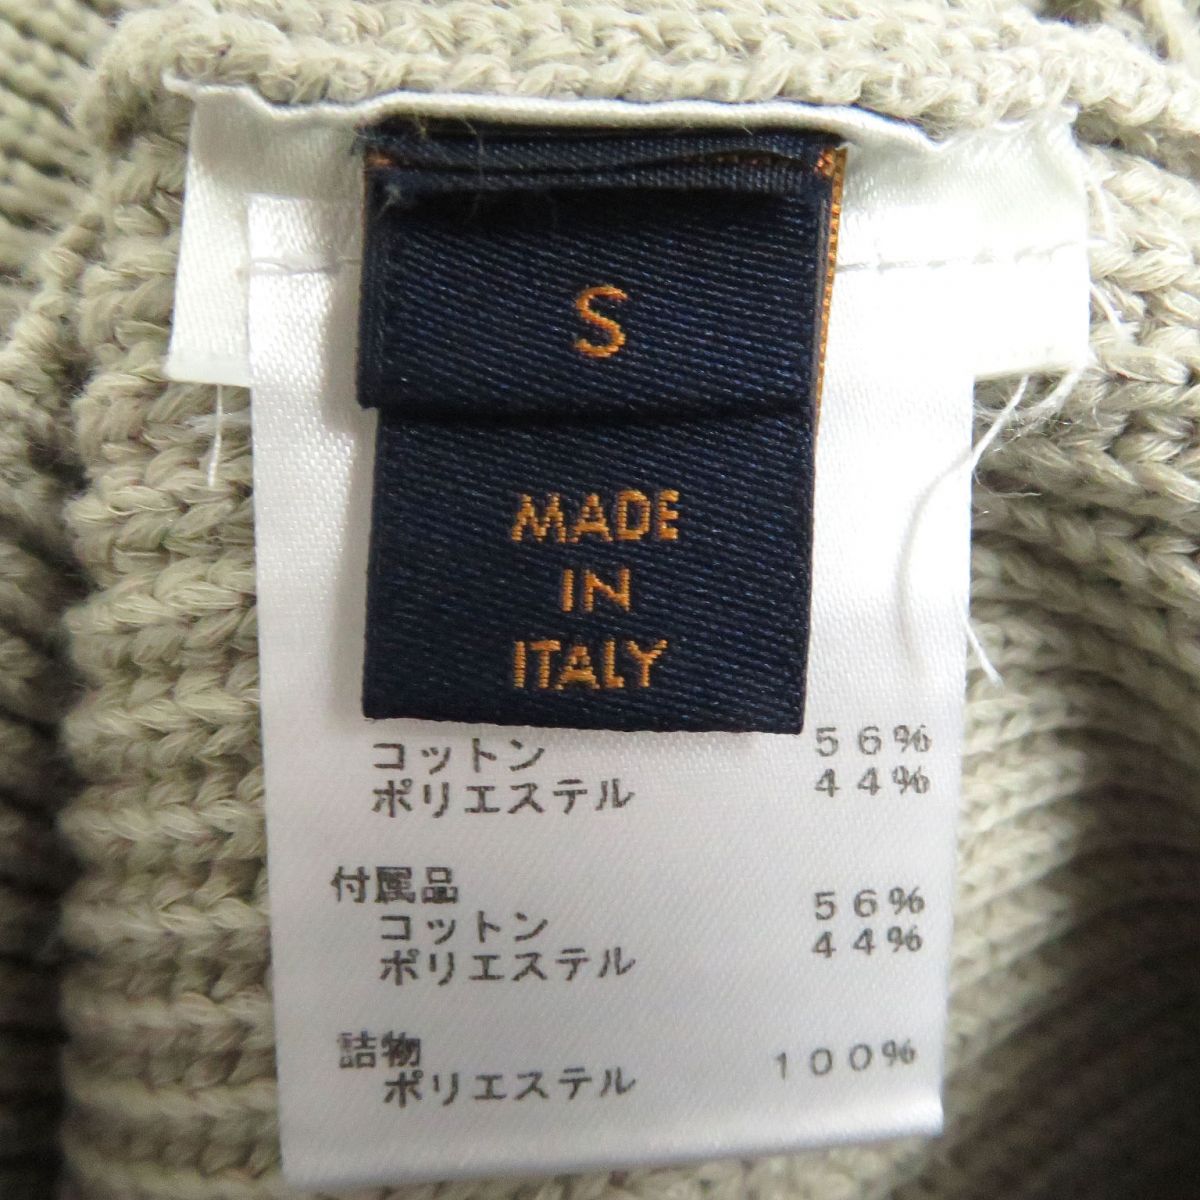 S
MADE
IN
ITALY
コットン 56%
ポリエステル 44%
付属品
コットン 56%
ポリエステル 44%
詰物
ポリエステル 100%